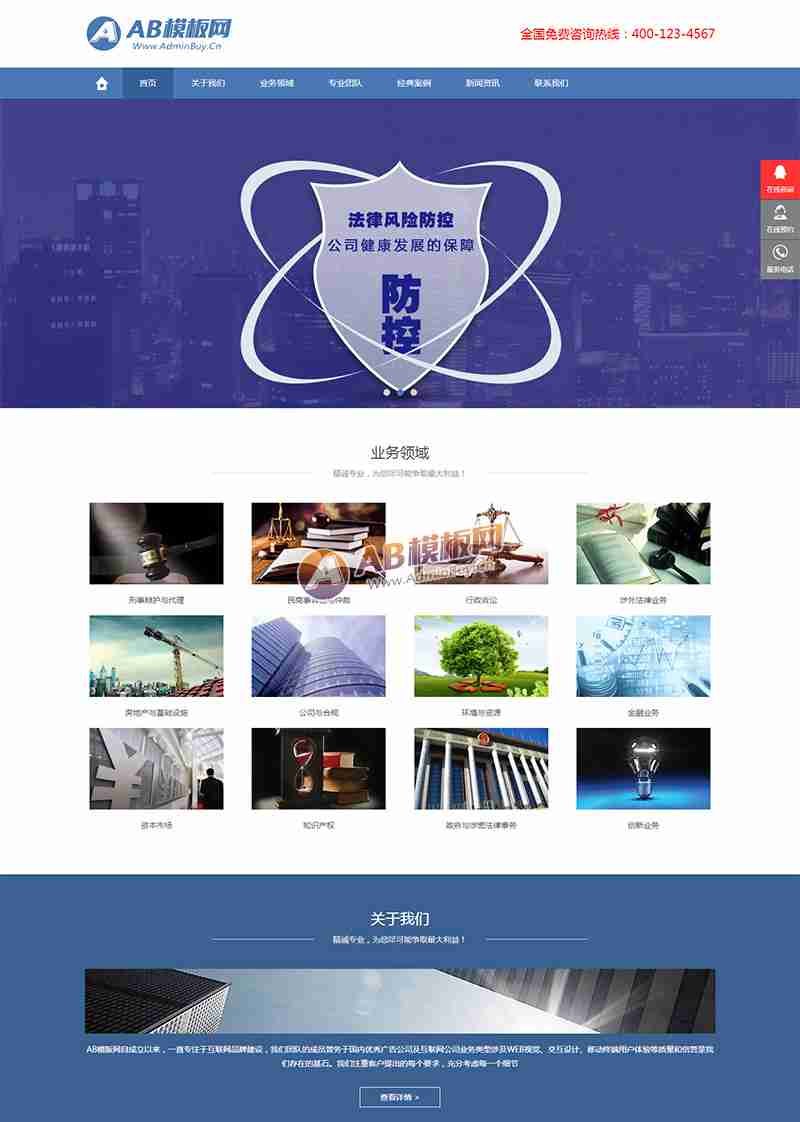 AB模板网
Www.AdminBuy.Cn
全国免费咨询热线：400-123-4567
首页
关于我们
业务领域
专业团队
经典案例
新闻资讯
联系我们
法律风险防控
公司健康发展的保障
防
控
在线咨询
在线预约
服务电话
业务领域
精诚专业，为您尽可能争取最大利益！
AB模板网
Www.AdminBuy.Cn
刑事辩护与代理
民商事诉讼与仲裁
行政诉讼
涉外法律业务
房地产与基础设施
公司与合规
环境与资源
金融业务
资本市场
知识产权
政府与涉密法律事务
创新业务
关于我们
精诚专业，为您尽可能争取最大利益！
AB模板网自成立以来，一直专注于互联网品牌建设，我们团队的成员曾务于国内优秀广告公司及互联网公司业务类型涉及WEB视觉、交互设计、移动终端用户体验等质量和信誉是我
们存在的基石。我们注重客户提出的每个要求，充分考虑每一个细节
查看详情 >